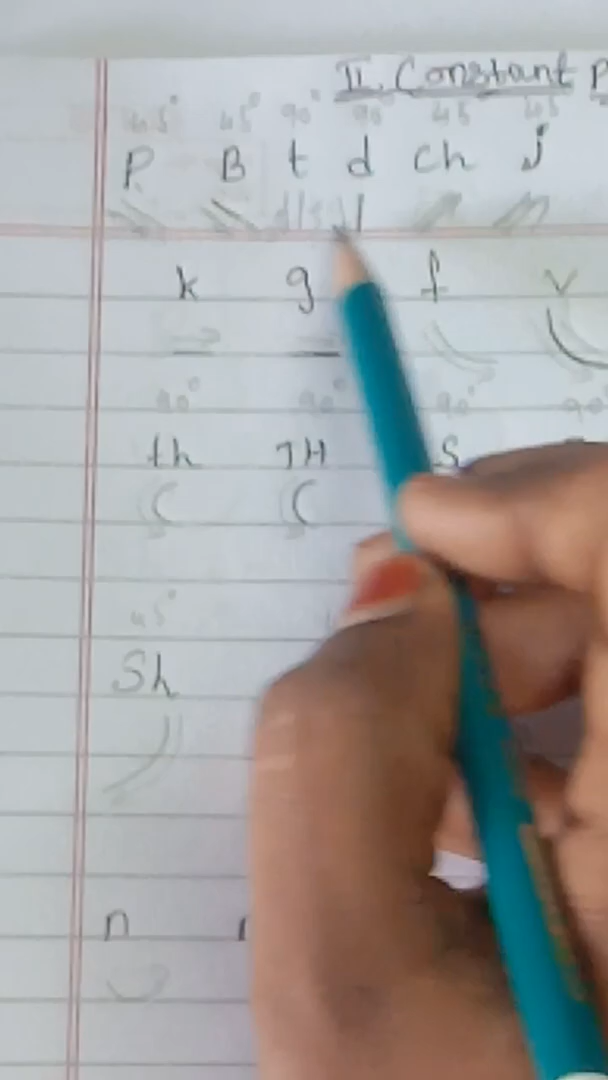 II. Constant P
45° 45° 90° 90° 45 45
P B t d ch j
k g f v
90° 90° 90° 90
th TH S
45°
Sh
n